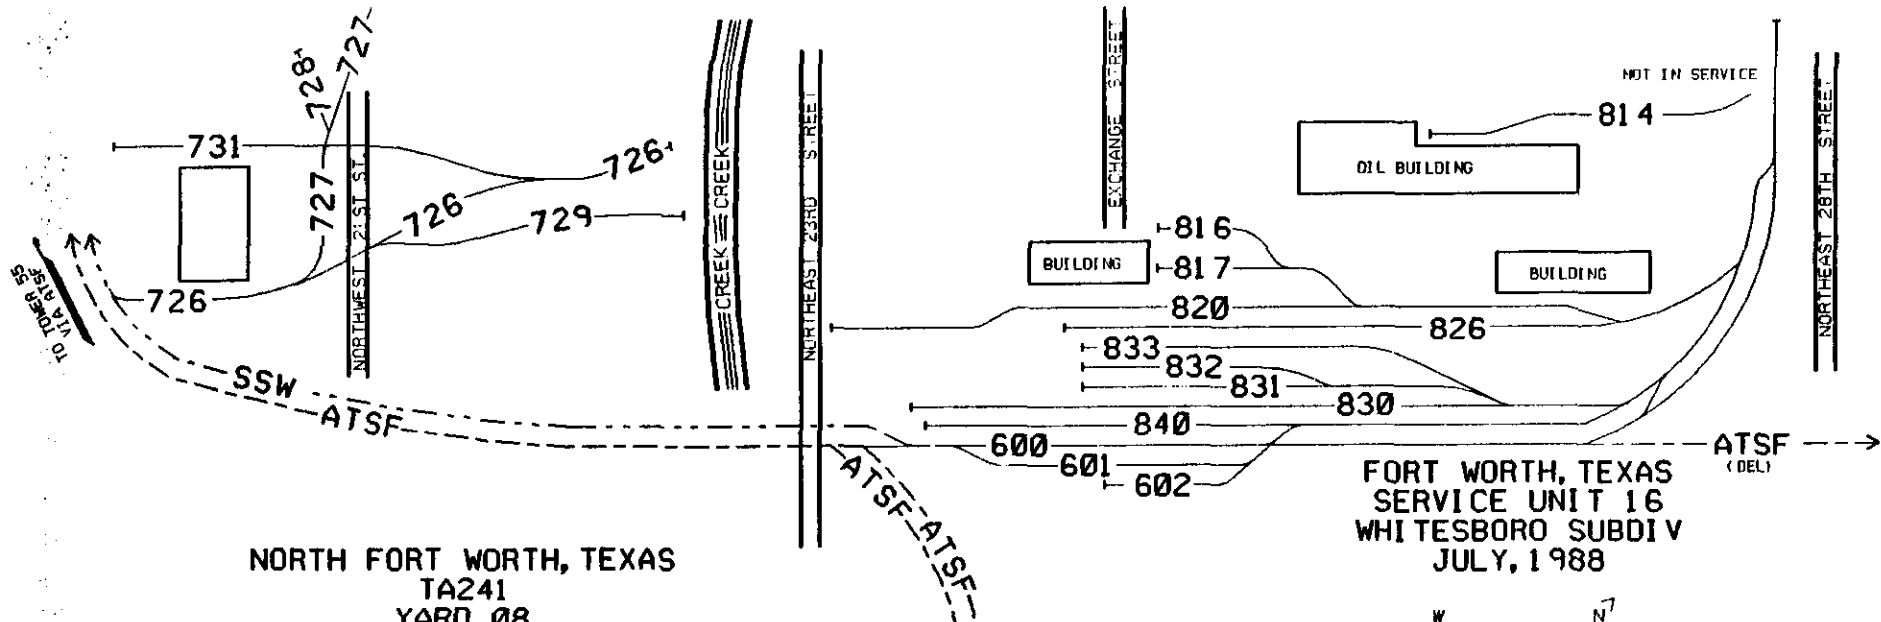 727
728
731
727
NORTHWEST 21ST ST.
726
726
729
726
TO TOWER 55
VIA ATSF
SSW
ATSF
CREEK
CREEK
NORTHEAST 23RD STREET
EXCHANGE STREET
NOT IN SERVICE
814
OIL BUILDING
NORTHEAST 28TH STREET
816
817
BUILDING
BUILDING
820
826
833
832
831
830
840
600
601
602
ATSF
ATSF
ATSF
(DEL)
FORT WORTH, TEXAS
SERVICE UNIT 16
WHITESBORO SUBDIV
JULY, 1988
NORTH FORT WORTH, TEXAS
TA241
YARD 08
W
N